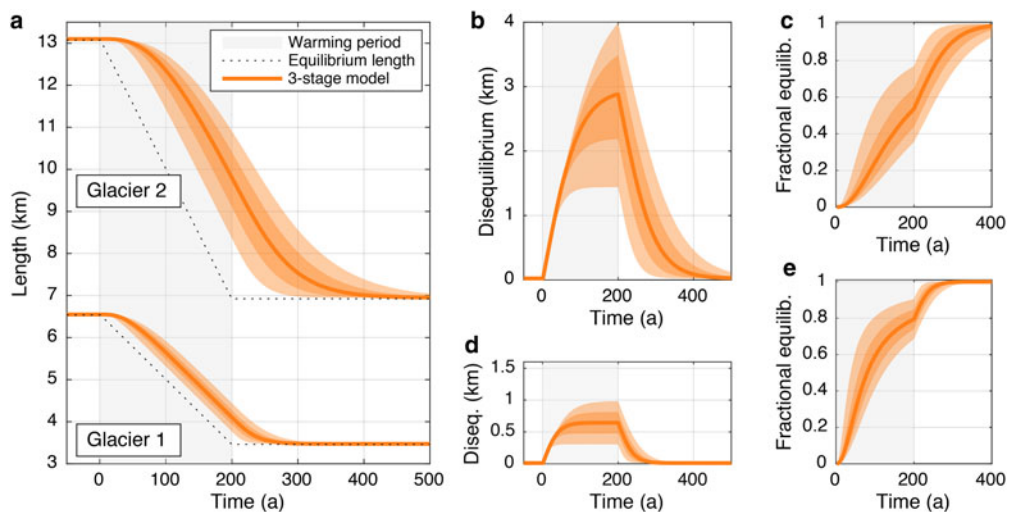 a
13
12
11
10
9
8
7
6
5
4
3
Length (km)
0
100
200
300
400
500
Time (a)
Warming period
Equilibrium length
3-stage model
Glacier 2
Glacier 1
b
4
3
2
1
0
Disequilibrium (km)
0
200
400
Time (a)
c
1
0.8
0.6
0.4
0.2
0
Fractional equilib.
0
200
400
Time (a)
d
1.5
1
0.5
0
Diseq. (km)
0
200
400
Time (a)
e
1
0.8
0.6
0.4
0.2
0
Fractional equilib.
0
200
400
Time (a)